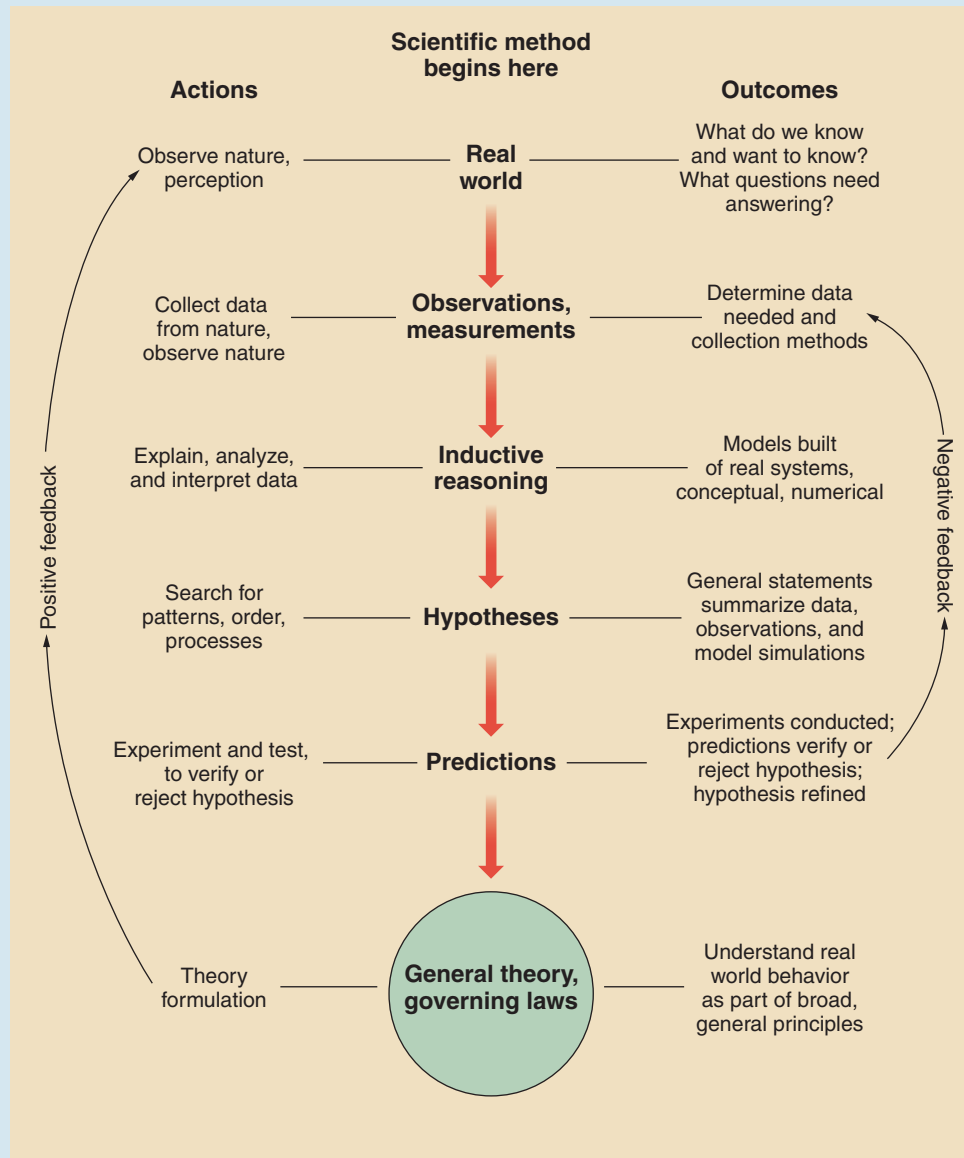 Scientific method
begins here
Actions
Outcomes
Observe nature,
perception
Real
world
What do we know
and want to know?
What questions need
answering?
Collect data
from nature,
observe nature
Observations,
measurements
Determine data
needed and
collection methods
Explain, analyze,
and interpret data
Inductive
reasoning
Models built
of real systems,
conceptual, numerical
Positive feedback
Negative feedback
Search for
patterns, order,
processes
Hypotheses
General statements
summarize data,
observations, and
model simulations
Experiment and test,
to verify or
reject hypothesis
Predictions
Experiments conducted;
predictions verify or
reject hypothesis;
hypothesis refined
Theory
formulation
General theory,
governing laws
Understand real
world behavior
as part of broad,
general principles